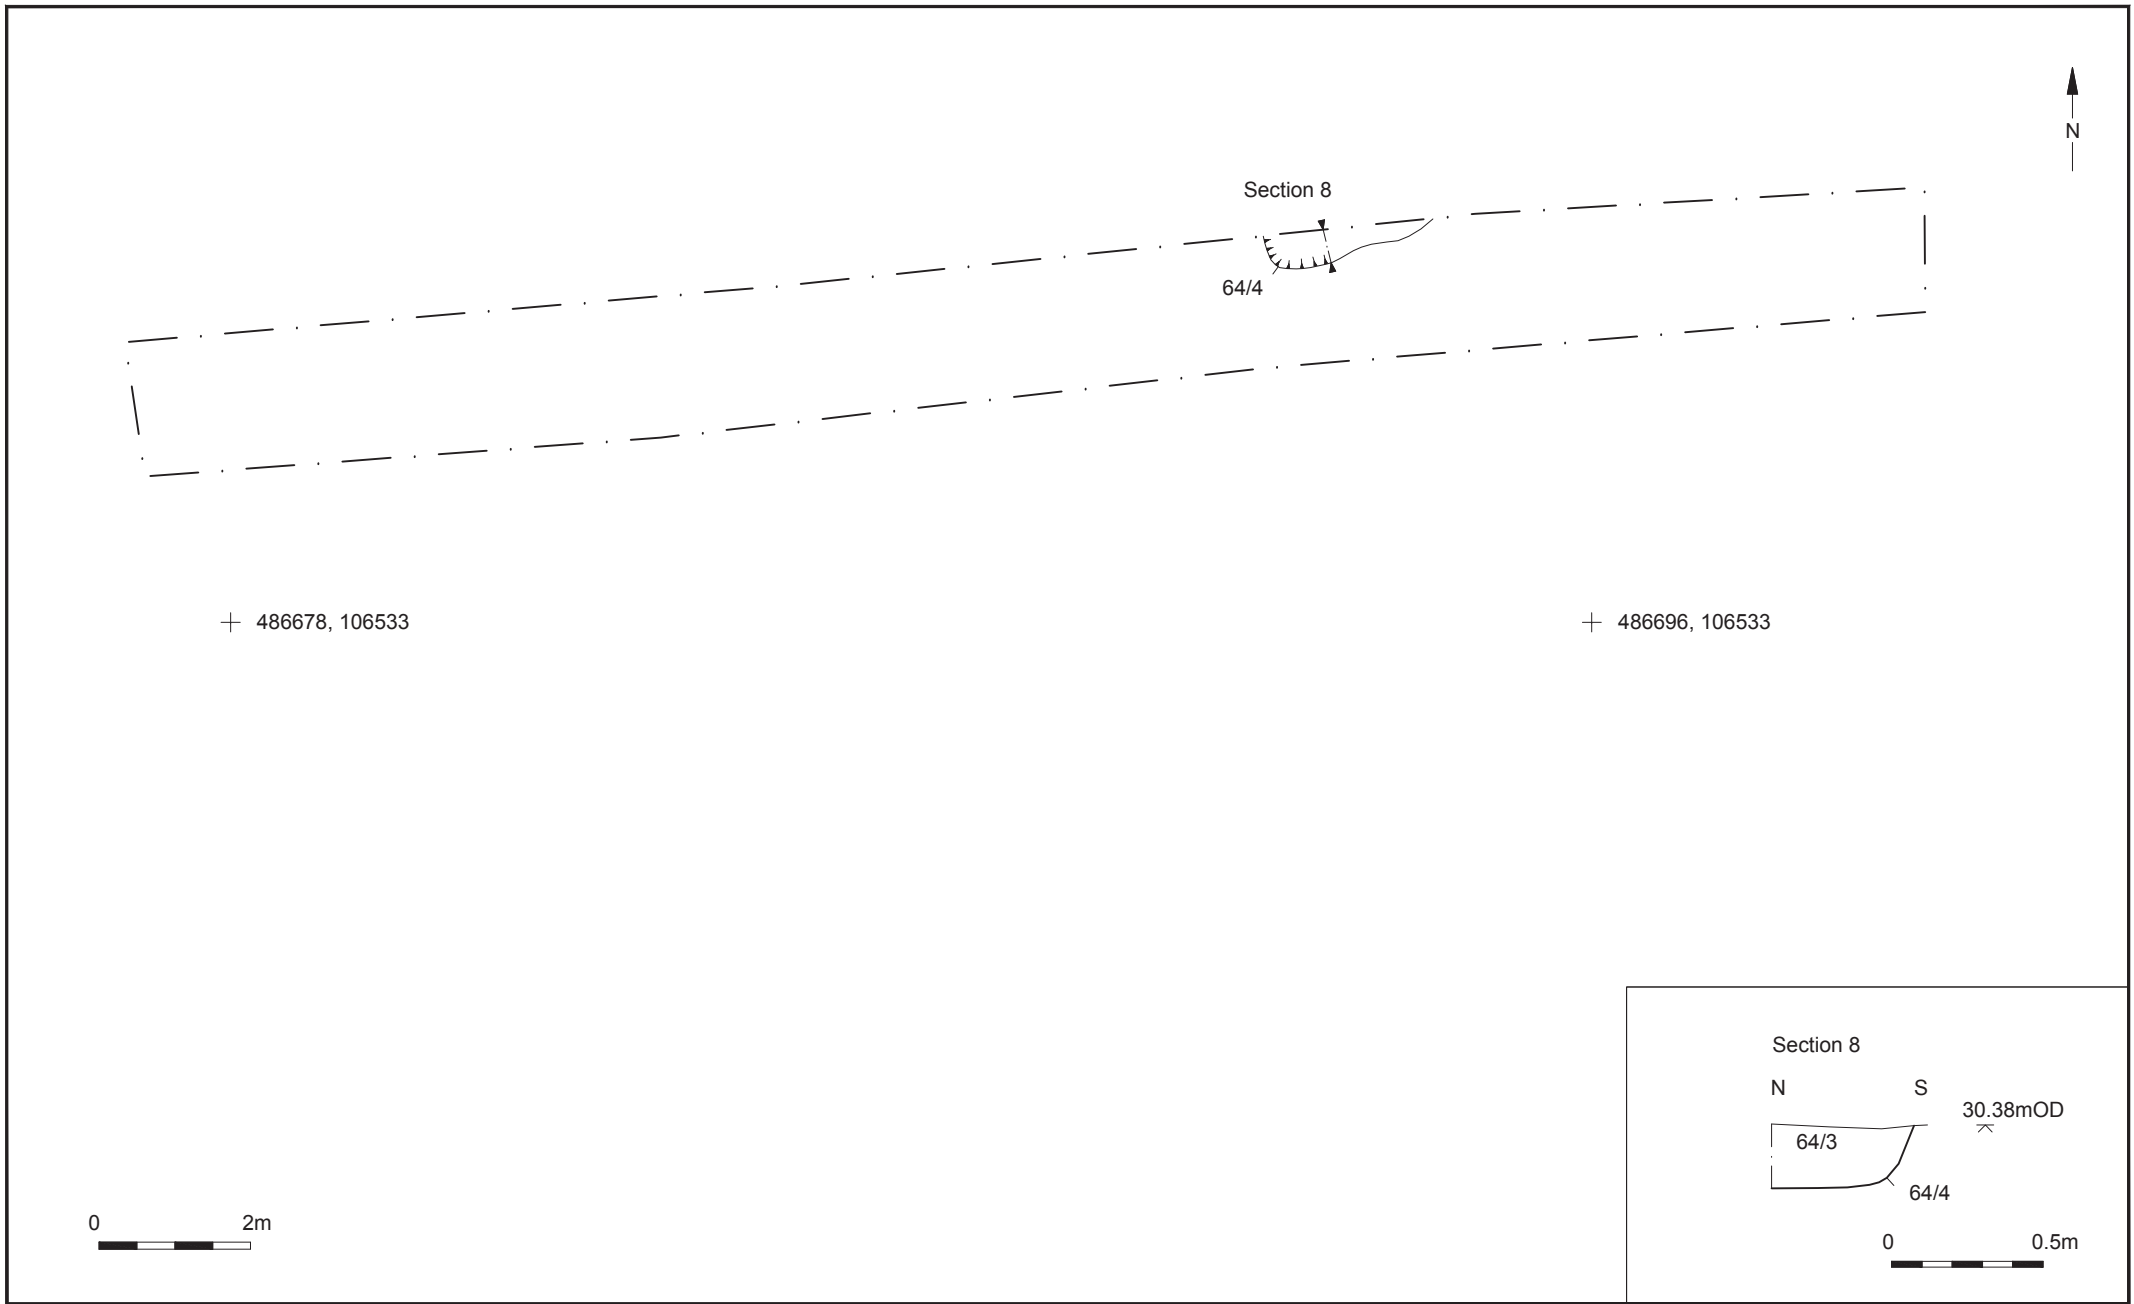 N
Section 8
64/4
486678, 106533
486696, 106533
Section 8
N S
30.38mOD
64/3
64/4
0 2m
0 0.5m